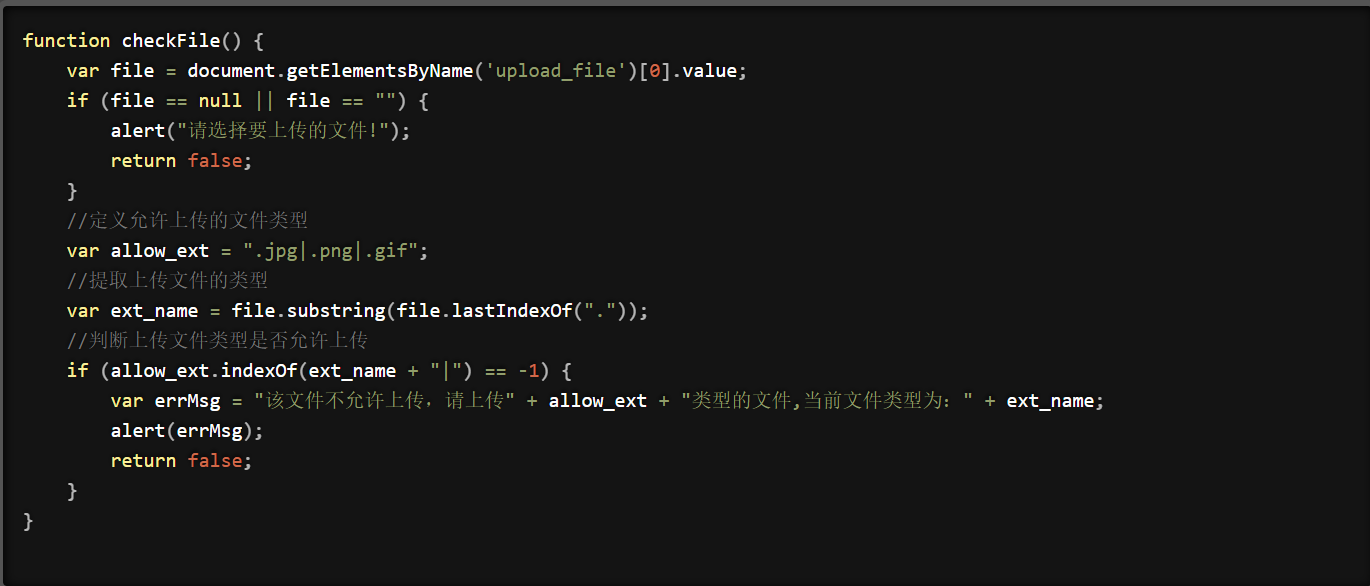 function checkFile() {
    var file = document.getElementsByName('upload_file')[0].value;
    if (file == null || file == "") {
        alert("请选择要上传的文件!");
        return false;
    }
    //定义允许上传的文件类型
    var allow_ext = ".jpg|.png|.gif";
    //提取上传文件的类型
    var ext_name = file.substring(file.lastIndexOf("."));
    //判断上传文件类型是否允许上传
    if (allow_ext.indexOf(ext_name + "|") == -1) {
        var errMsg = "该文件不允许上传，请上传" + allow_ext + "类型的文件,当前文件类型为：" + ext_name;
        alert(errMsg);
        return false;
    }
}